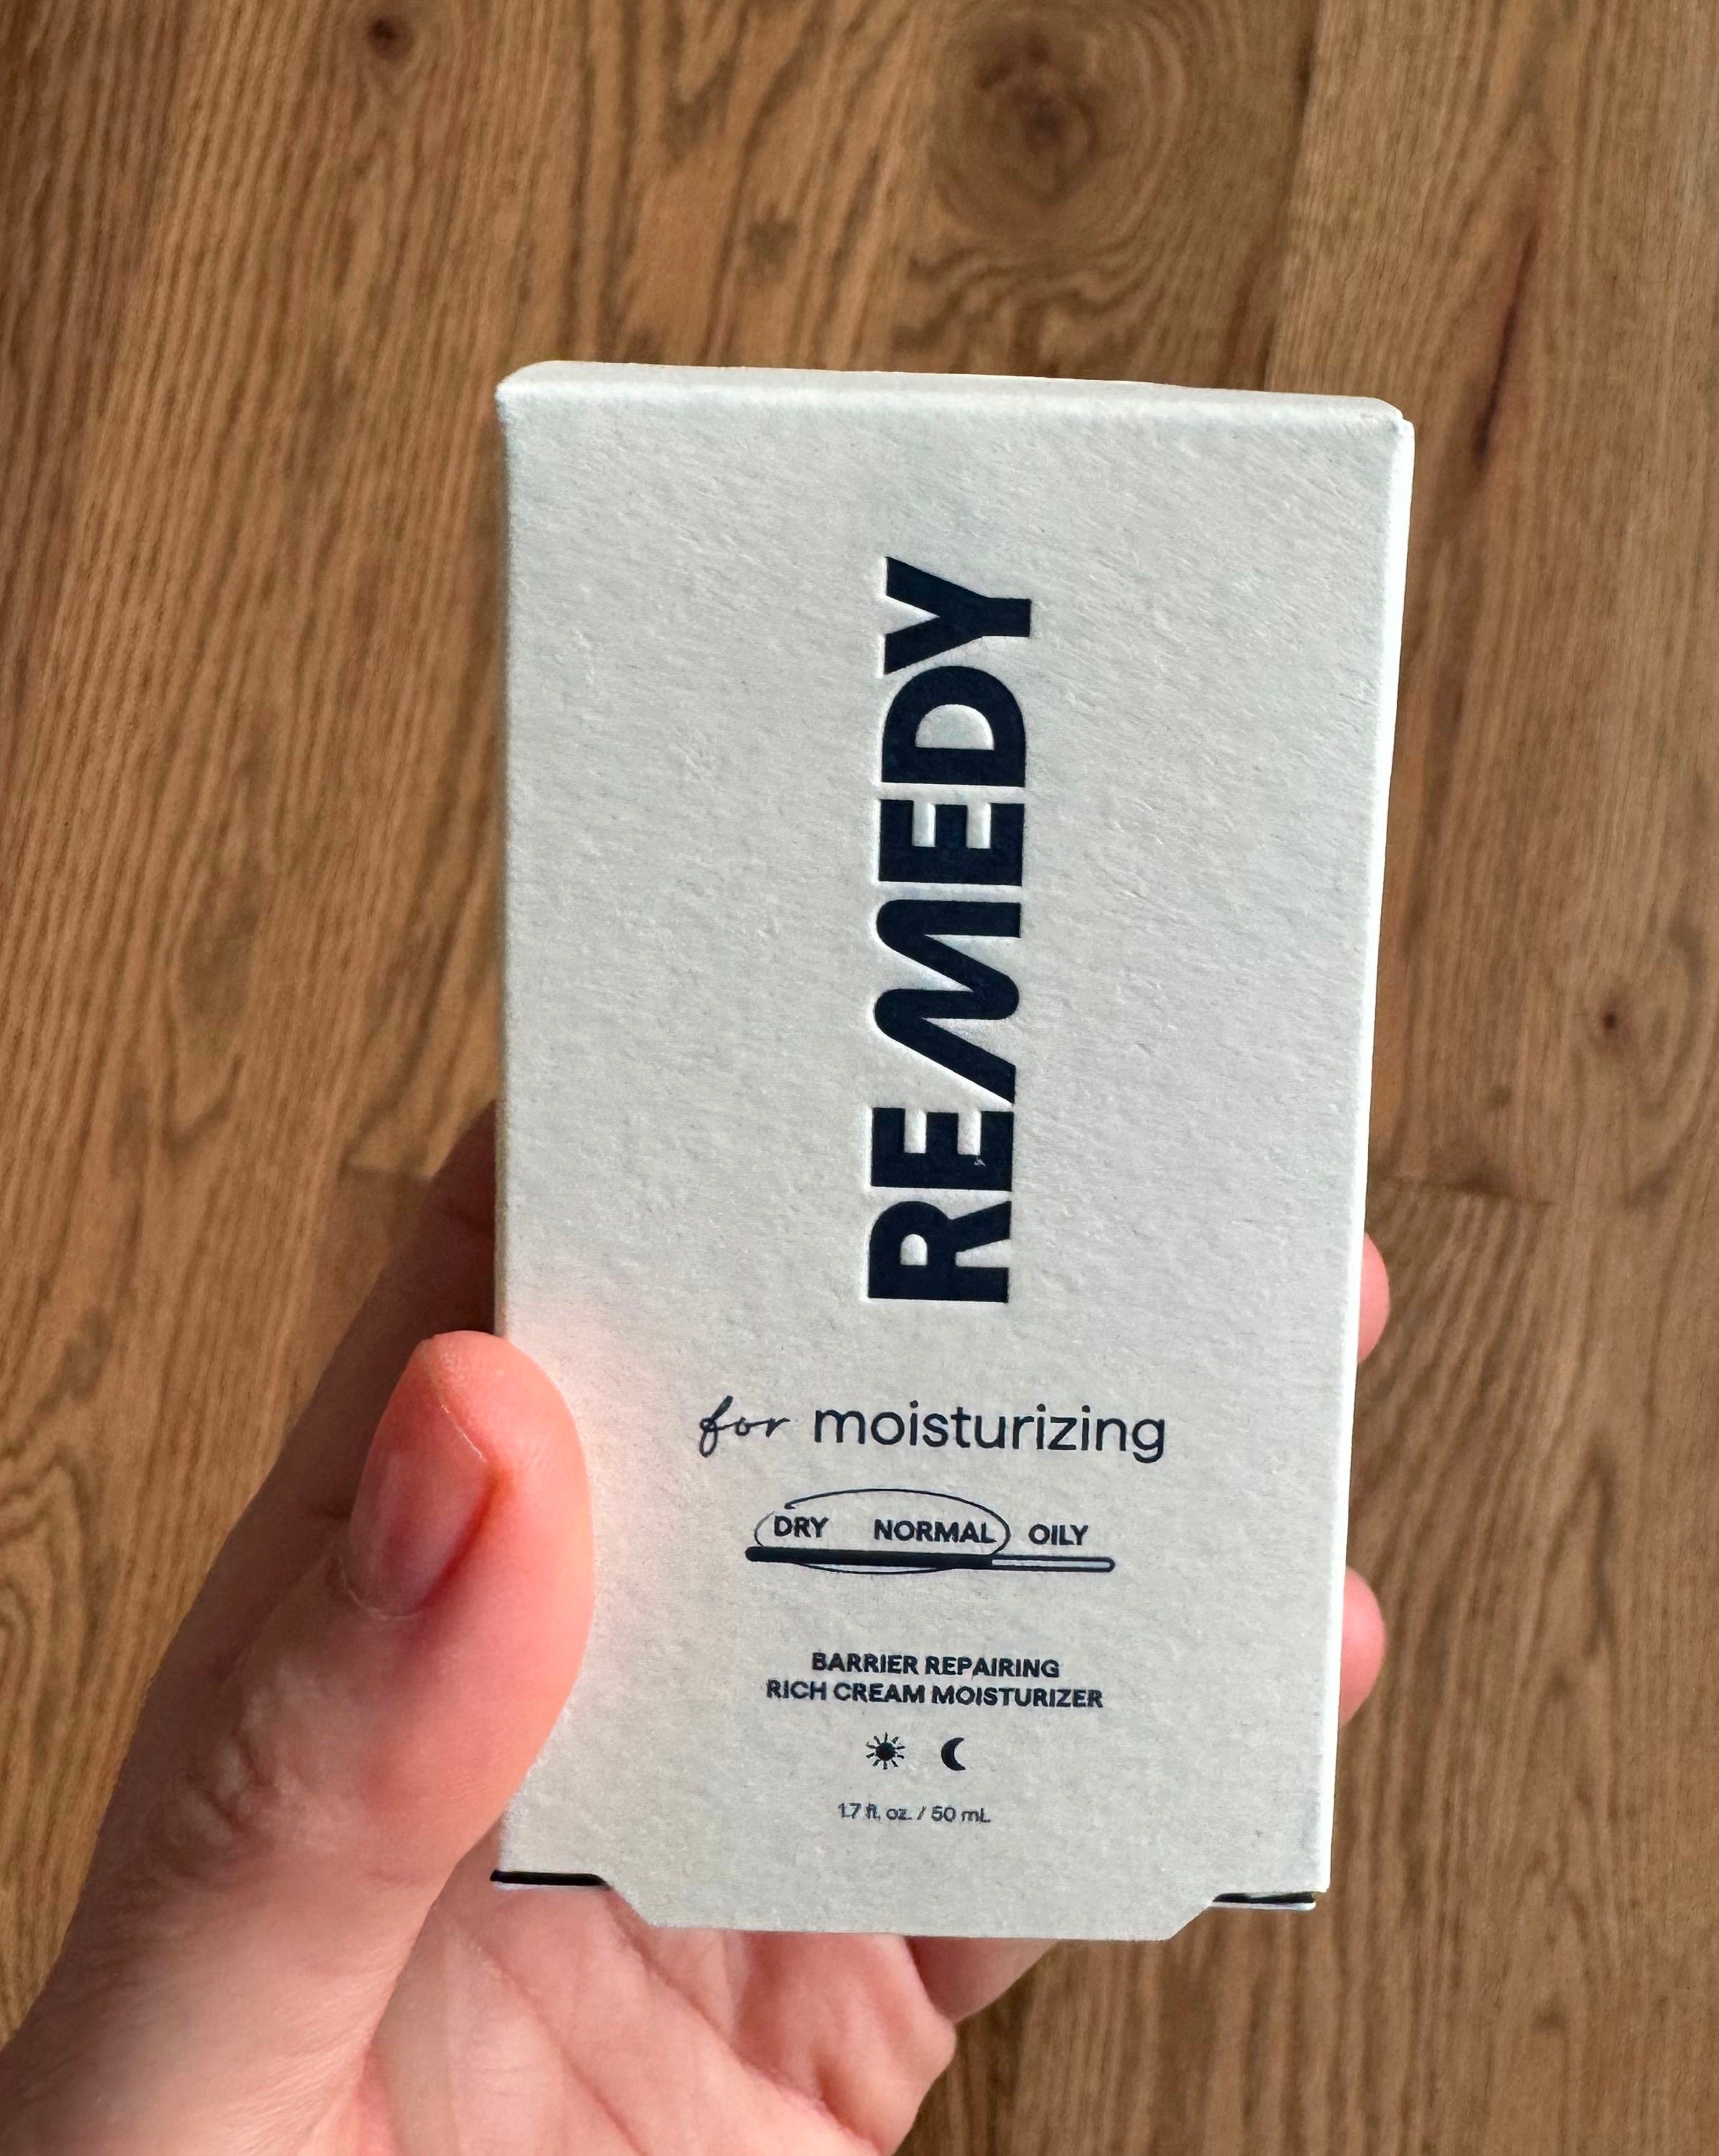 REMEDY
for moisturizing
DRY NORMAL OILY
BARRIER REPAIRING
RICH CREAM MOISTURIZER
1.7 fl. oz. / 50 mL